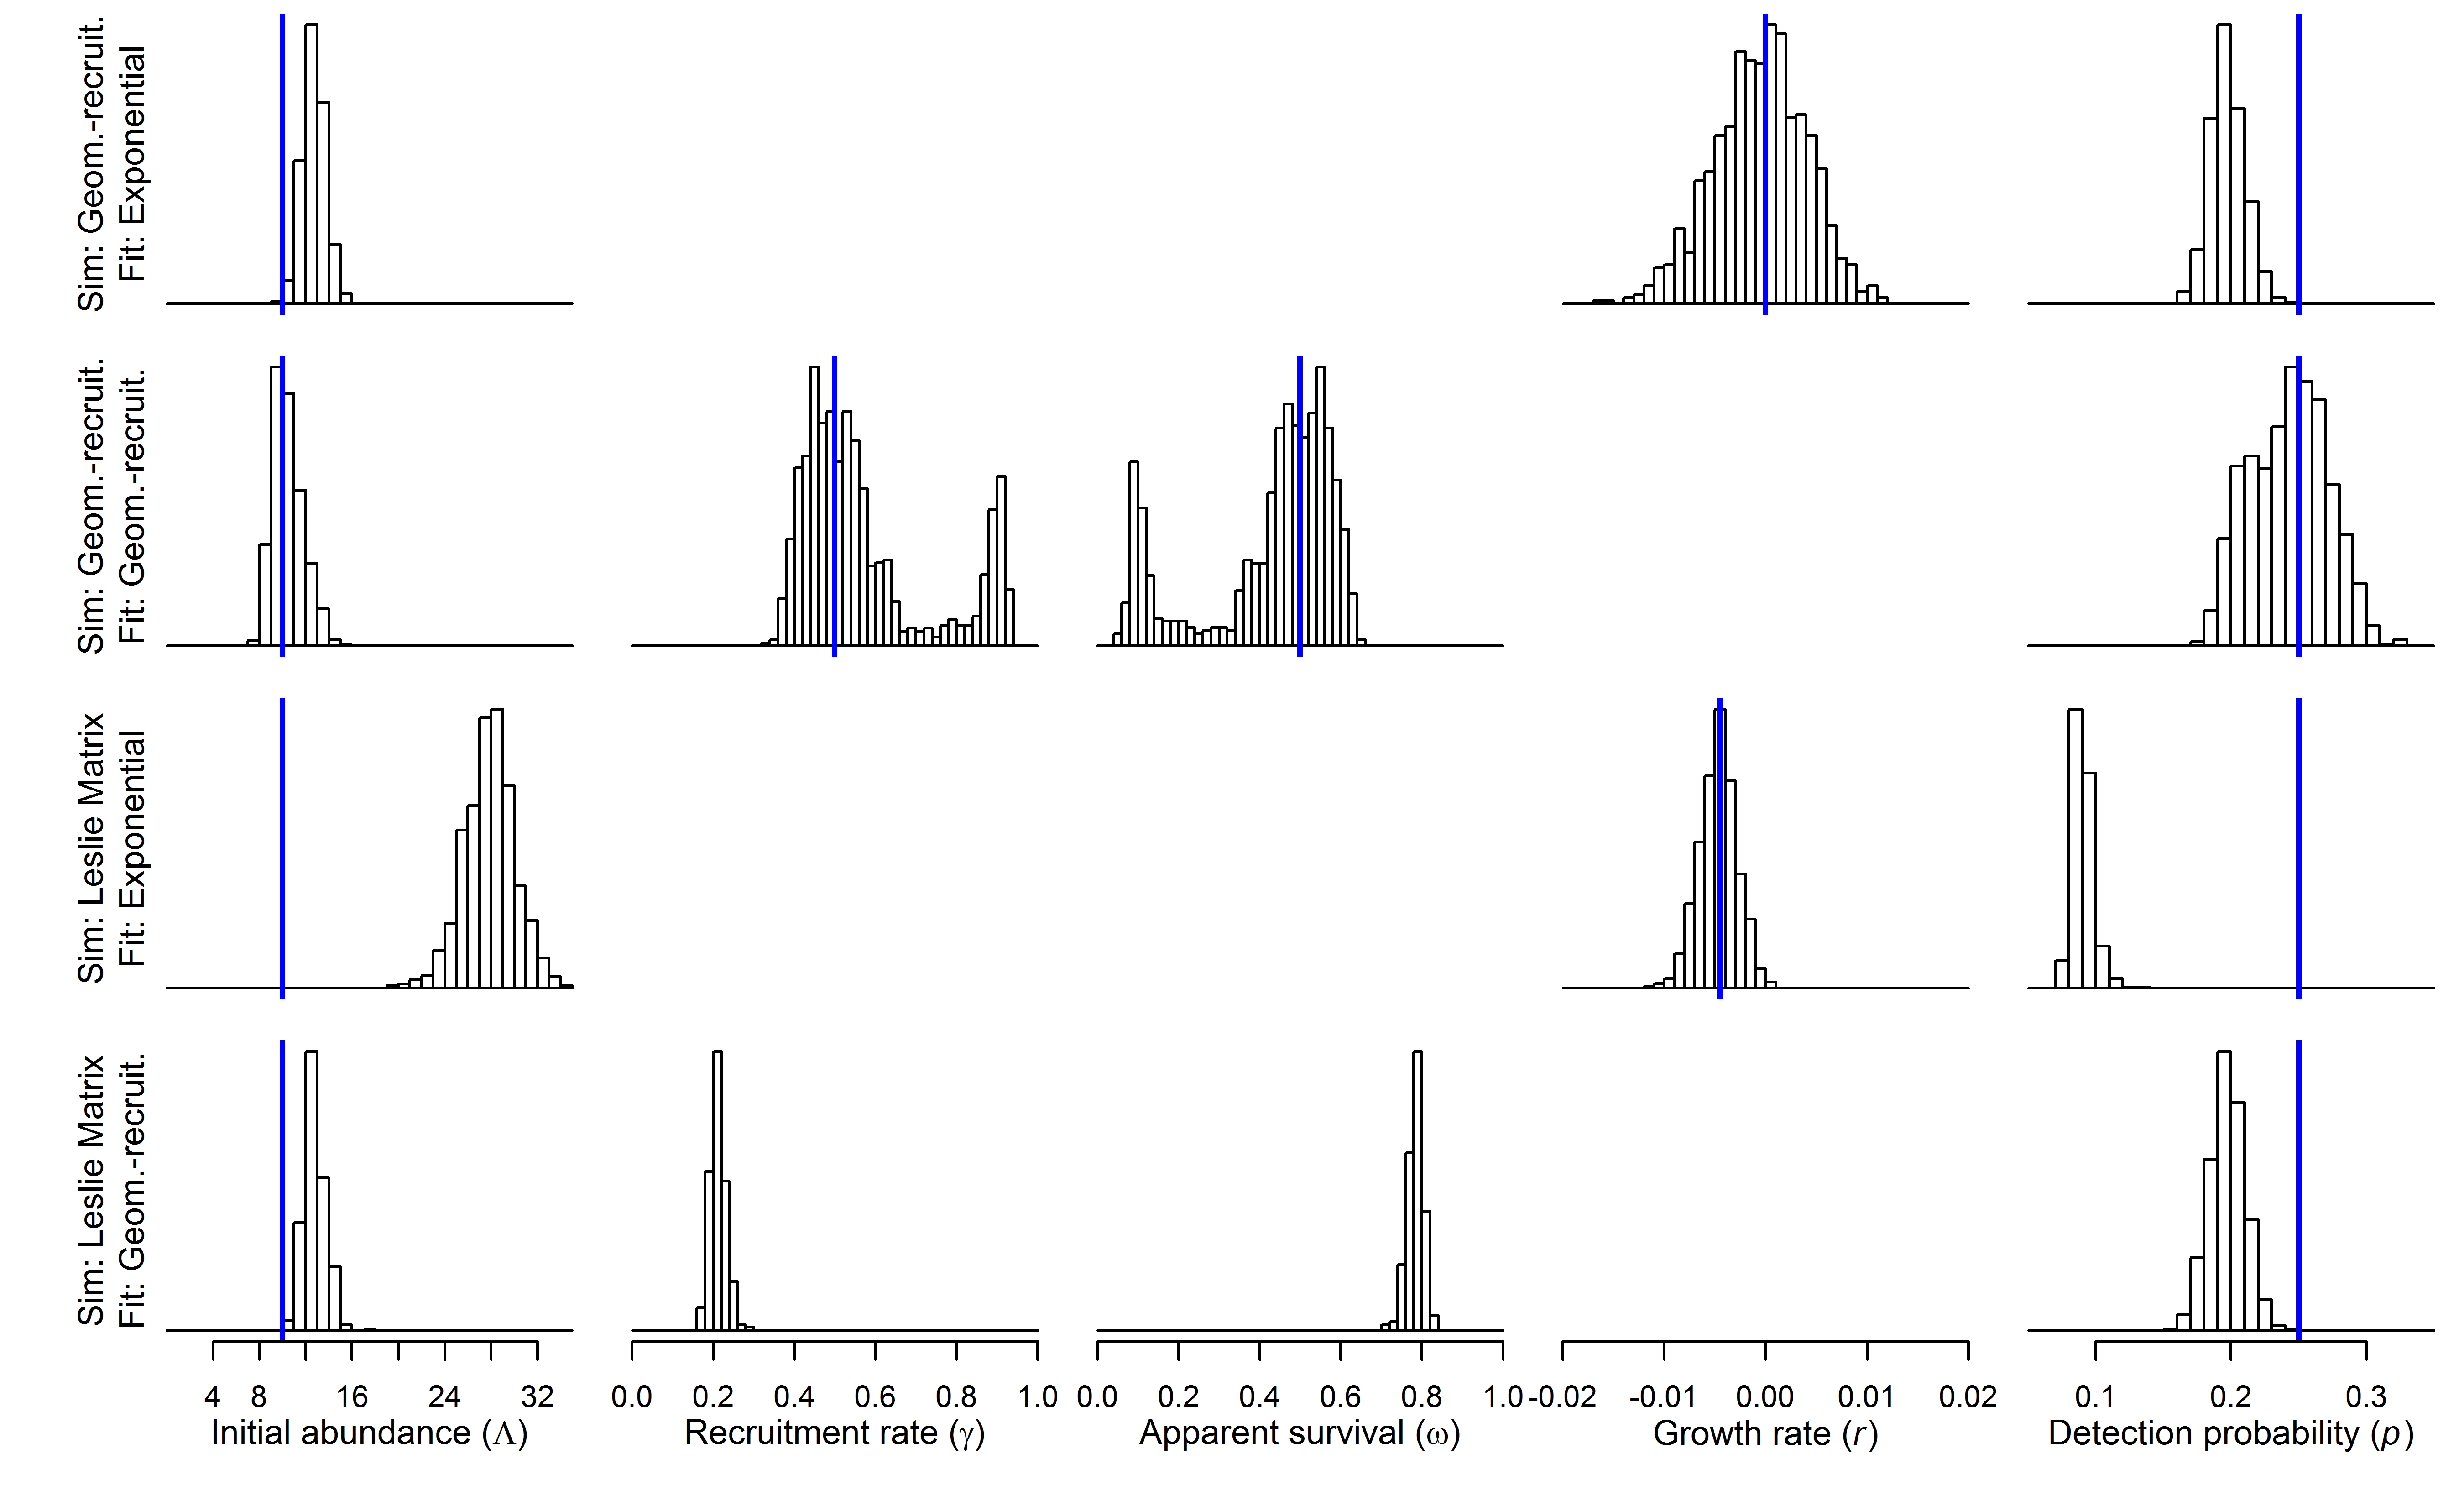 Sim: Geom.-recruit.
Fit: Exponential
Sim: Geom.-recruit.
Fit: Geom.-recruit.
Sim: Leslie Matrix
Fit: Exponential
Sim: Leslie Matrix
Fit: Geom.-recruit.
4 8 16 24 32
Initial abundance (Λ)
0.0 0.2 0.4 0.6 0.8 1.0
Recruitment rate (γ)
0.0 0.2 0.4 0.6 0.8 1.0
Apparent survival (ω)
-0.02 -0.01 0.00 0.01 0.02
Growth rate (r)
0.1 0.2 0.3
Detection probability (p)